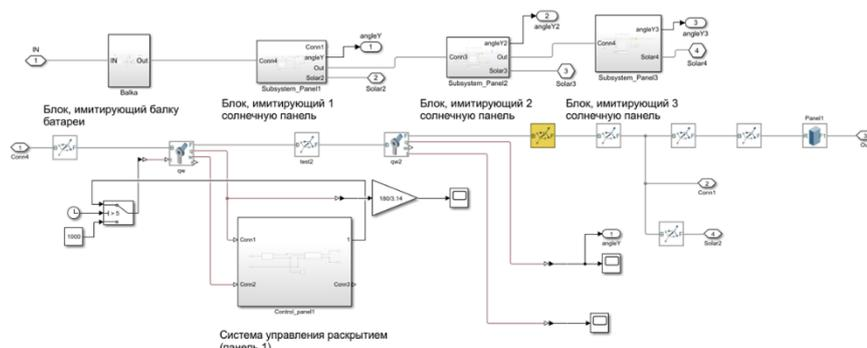 IN
1
IN
Out
Balka
Conn4
Conn1
angleY
Out
Solar2
Subsystem_Panel1
angleY
1
2
Solar2
Conn3
angleY2
Out
Solar3
Subsystem_Panel2
2
angleY2
3
Solar3
Conn4
angleY3
Solar4
Subsystem_Panel3
3
angleY3
4
Solar4
Блок, имитирующий балку
батареи
Блок, имитирующий 1
солнечную панель
Блок, имитирующий 2
солнечную панель
Блок, имитирующий 3
солнечную панель
1
Conn4
qw
test2
qw2
Panel1
2
Conn1
4
Solar2
> 5
1000
180/3.14
Conn1
1
Conn2
Conn3
Control_panel1
1
angleY
Система управления раскрытием
(панель 1)